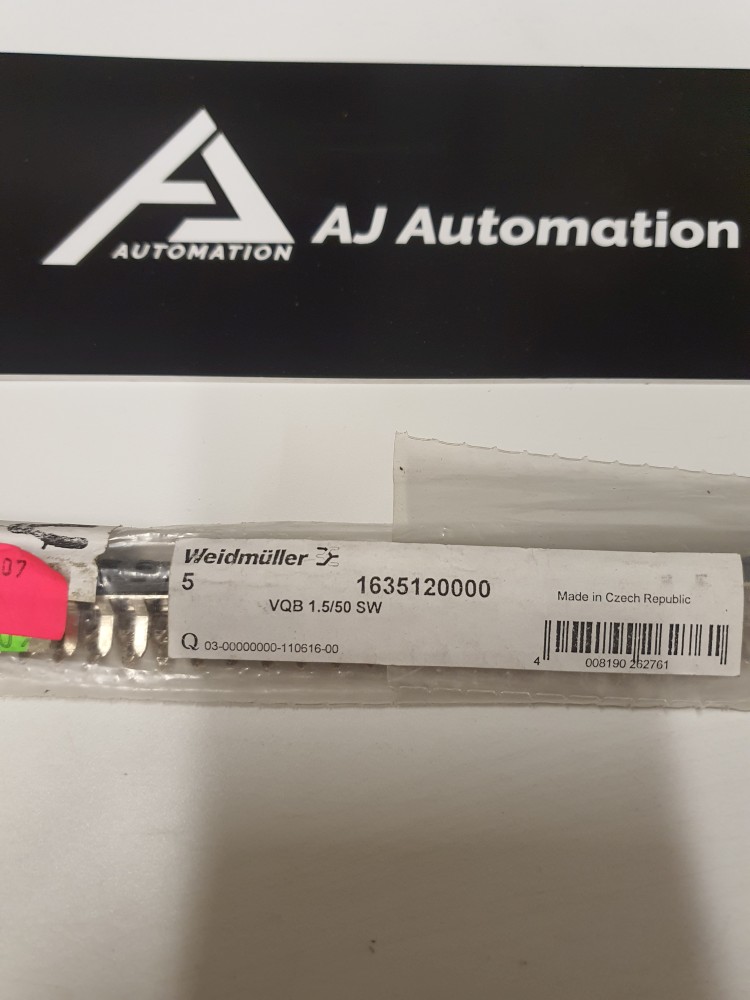 AUTOMATION
AJ Automation
07
Weidmüller
5
1635120000
VQB 1.5/50 SW
Made in Czech Republic
Q 03-00000000-110616-00
4 008190 262761